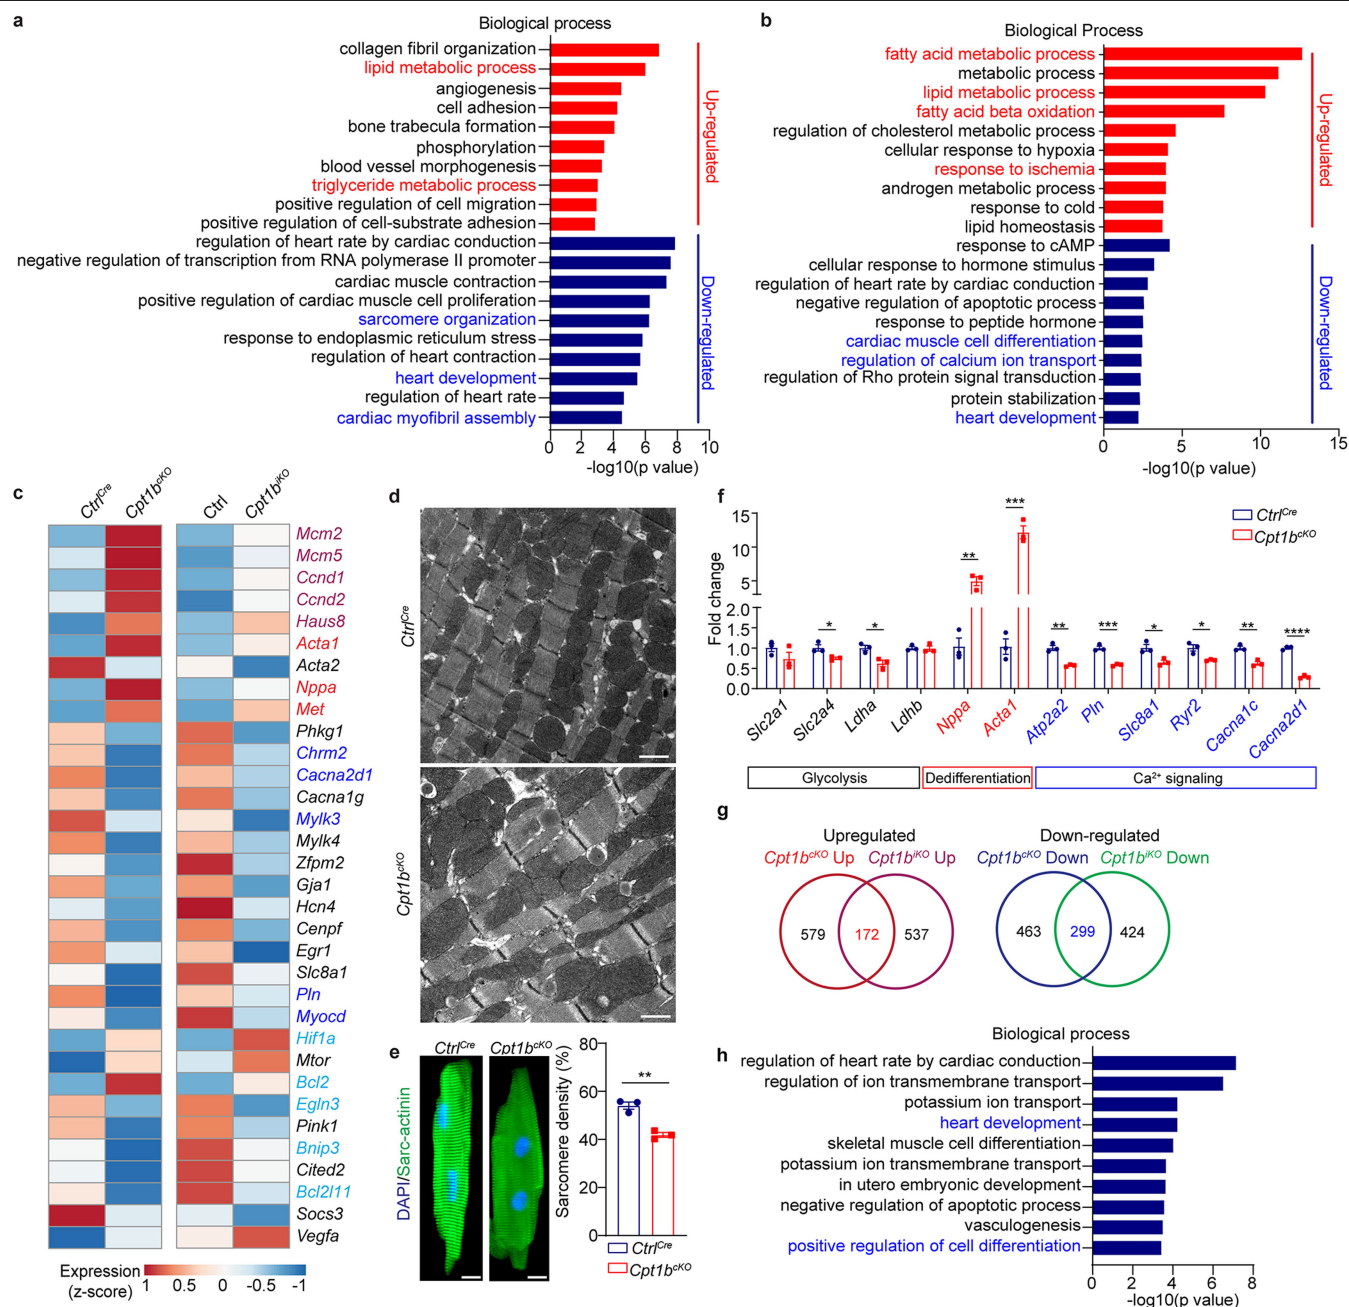 a
Biological process
collagen fibril organization
lipid metabolic process
angiogenesis
cell adhesion
bone trabecula formation
phosphorylation
blood vessel morphogenesis
triglyceride metabolic process
positive regulation of cell migration
positive regulation of cell-substrate adhesion
regulation of heart rate by cardiac conduction
negative regulation of transcription from RNA polymerase II promoter
cardiac muscle contraction
positive regulation of cardiac muscle cell proliferation
sarcomere organization
response to endoplasmic reticulum stress
regulation of heart contraction
heart development
regulation of heart rate
cardiac myofibril assembly
Up-regulated
Down-regulated
0 2 4 6 8 10
-log10(p value)
b
Biological Process
fatty acid metabolic process
metabolic process
lipid metabolic process
fatty acid beta oxidation
regulation of cholesterol metabolic process
cellular response to hypoxia
response to ischemia
androgen metabolic process
response to cold
lipid homeostasis
response to cAMP
cellular response to hormone stimulus
regulation of heart rate by cardiac conduction
negative regulation of apoptotic process
response to peptide hormone
cardiac muscle cell differentiation
regulation of calcium ion transport
regulation of Rho protein signal transduction
protein stabilization
heart development
Up-regulated
Down-regulated
0 5 10 15
-log10(p value)
c
CtrlCre Cpt1bcKO Ctrl Cpt1biKO
Mcm2
Mcm5
Ccnd1
Ccnd2
Haus8
Acta1
Acta2
Nppa
Met
Phkg1
Chrm2
Cacna2d1
Cacna1g
Mylk3
Mylk4
Zfpm2
Gja1
Hcn4
Cenpf
Egr1
Slc8a1
Pln
Myocd
Hif1a
Mtor
Bcl2
Egln3
Pink1
Bnip3
Cited2
Bcl2l11
Socs3
Vegfa
Expression
(z-score)
1 0.5 0 -0.5 -1
d
CtrlCre
Cpt1bcKO
e
CtrlCre Cpt1bcKO
DAPI/Sarc-actinin
Sarcomere density (%)
80
60
40
20
0
**
CtrlCre
Cpt1bcKO
f
Fold change
15
10
5
2.0
1.5
1.0
0.5
0.0
* * ** *** ** *** * * ** ****
CtrlCre
Cpt1bcKO
Slc2a1 Slc2a4 Ldha Ldhb Nppa Acta1 Atp2a2 Pln Slc8a1 Ryr2 Cacna1c Cacna2d1
Glycolysis Dedifferentiation Ca2+ signaling
g
Upregulated
Cpt1bcKO Up Cpt1biKO Up
579 172 537
Down-regulated
Cpt1bcKO Down Cpt1biKO Down
463 299 424
h
Biological process
regulation of heart rate by cardiac conduction
regulation of ion transmembrane transport
potassium ion transport
heart development
skeletal muscle cell differentiation
potassium ion transmembrane transport
in utero embryonic development
negative regulation of apoptotic process
vasculogenesis
positive regulation of cell differentiation
0 2 4 6 8
-log10(p value)